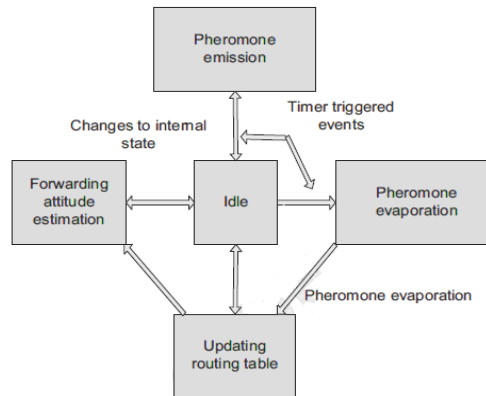 Pheromone
emission
Timer triggered
events
Changes to internal
state
Forwarding
attitude
estimation
Idle
Pheromone
evaporation
Pheromone evaporation
Updating
routing table